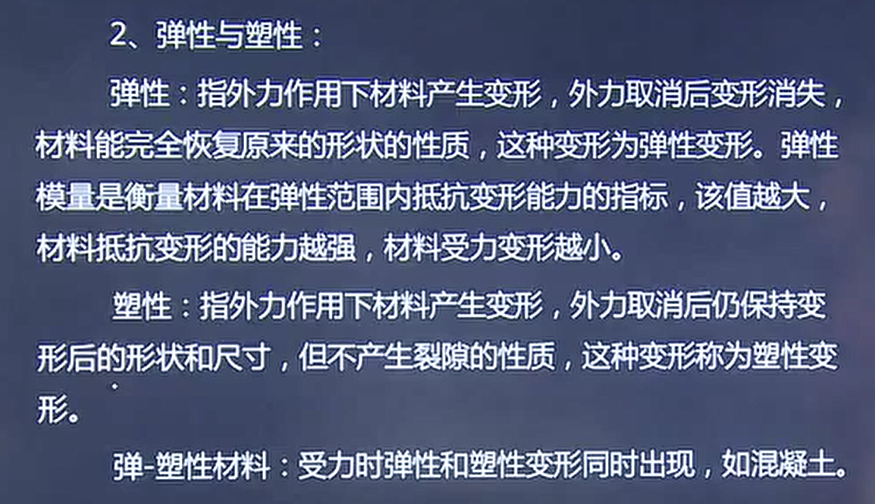 2、弹性与塑性：
弹性：指外力作用下材料产生变形，外力取消后变形消失，
材料能完全恢复原来的形状的性质，这种变形为弹性变形。弹性
模量是衡量材料在弹性范围内抵抗变形能力的指标，该值越大，
材料抵抗变形的能力越强，材料受力变形越小。
塑性：指外力作用下材料产生变形，外力取消后仍保持变
形后的形状和尺寸，但不产生裂隙的性质，这种变形称为塑性变
形。
弹-塑性材料：受力时弹性和塑性变形同时出现，如混凝土。